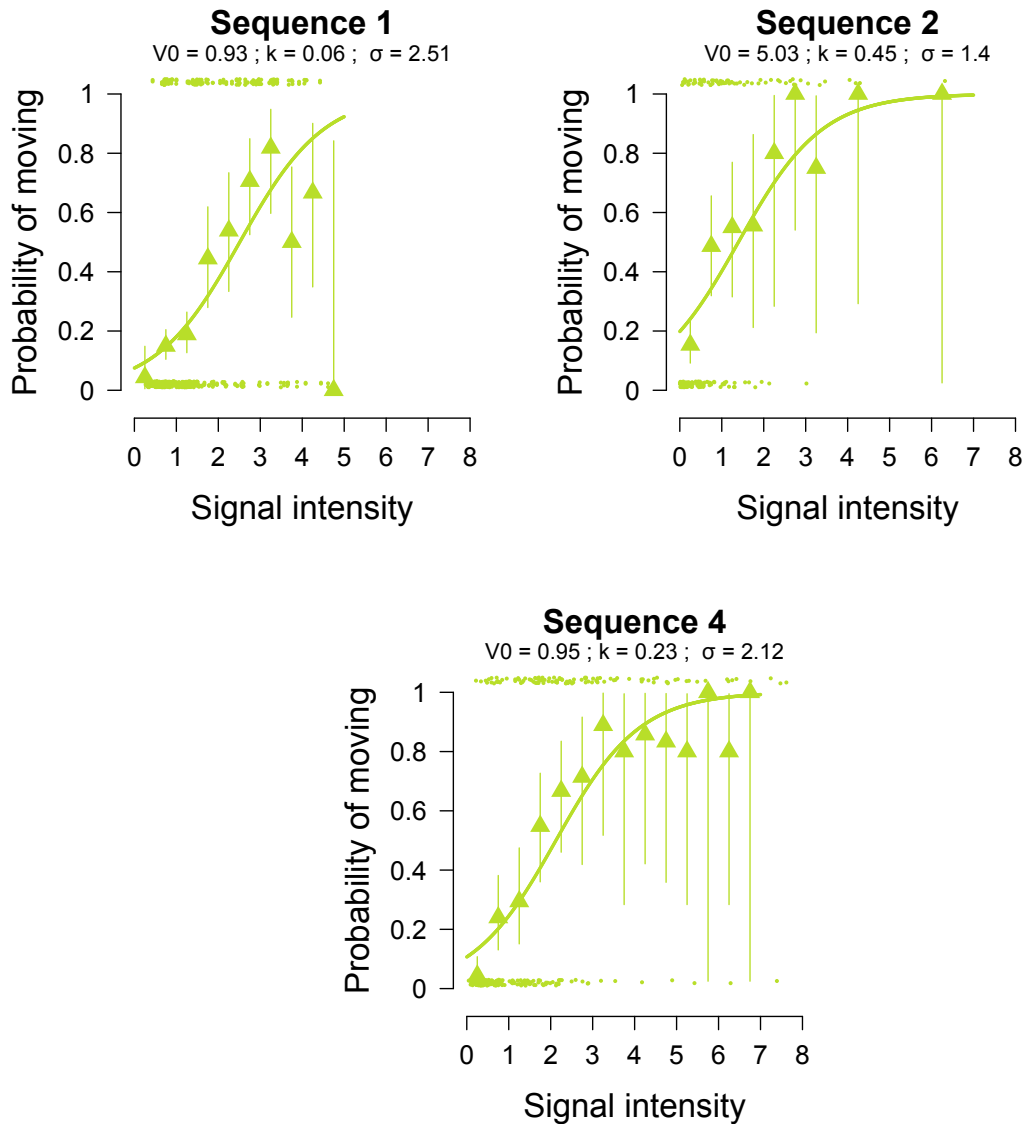 Sequence 1
V0 = 0.93 ; k = 0.06 ;  σ = 2.51
Probability of moving
1
0.8
0.6
0.4
0.2
0
0 1 2 3 4 5 6 7 8
Signal intensity
Sequence 2
V0 = 5.03 ; k = 0.45 ;  σ = 1.4
Probability of moving
1
0.8
0.6
0.4
0.2
0
0 1 2 3 4 5 6 7 8
Signal intensity
Sequence 4
V0 = 0.95 ; k = 0.23 ;  σ = 2.12
Probability of moving
1
0.8
0.6
0.4
0.2
0
0 1 2 3 4 5 6 7 8
Signal intensity